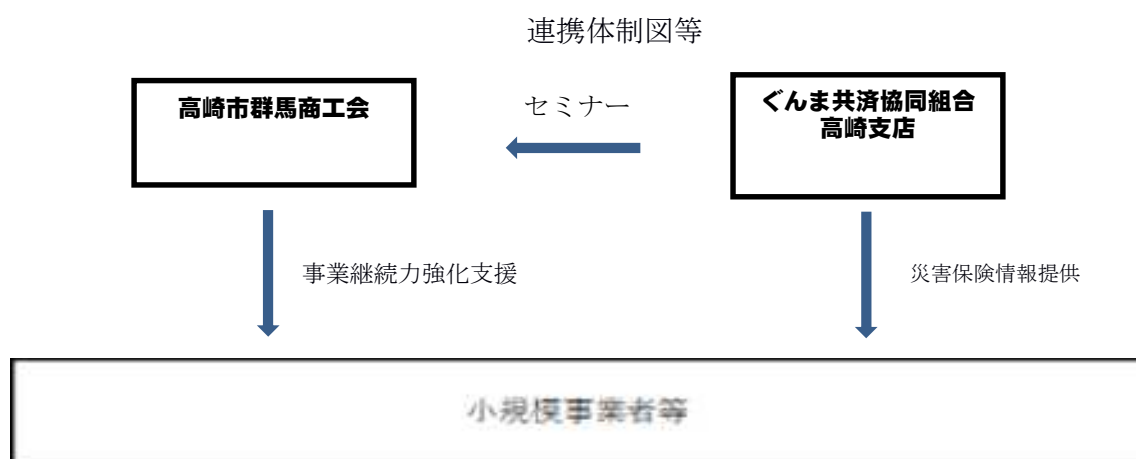 連携体制図等
高崎市群馬商工会
セミナー
ぐんま共済協同組合
高崎支店
事業継続力強化支援
災害保険情報提供
小規模事業者等